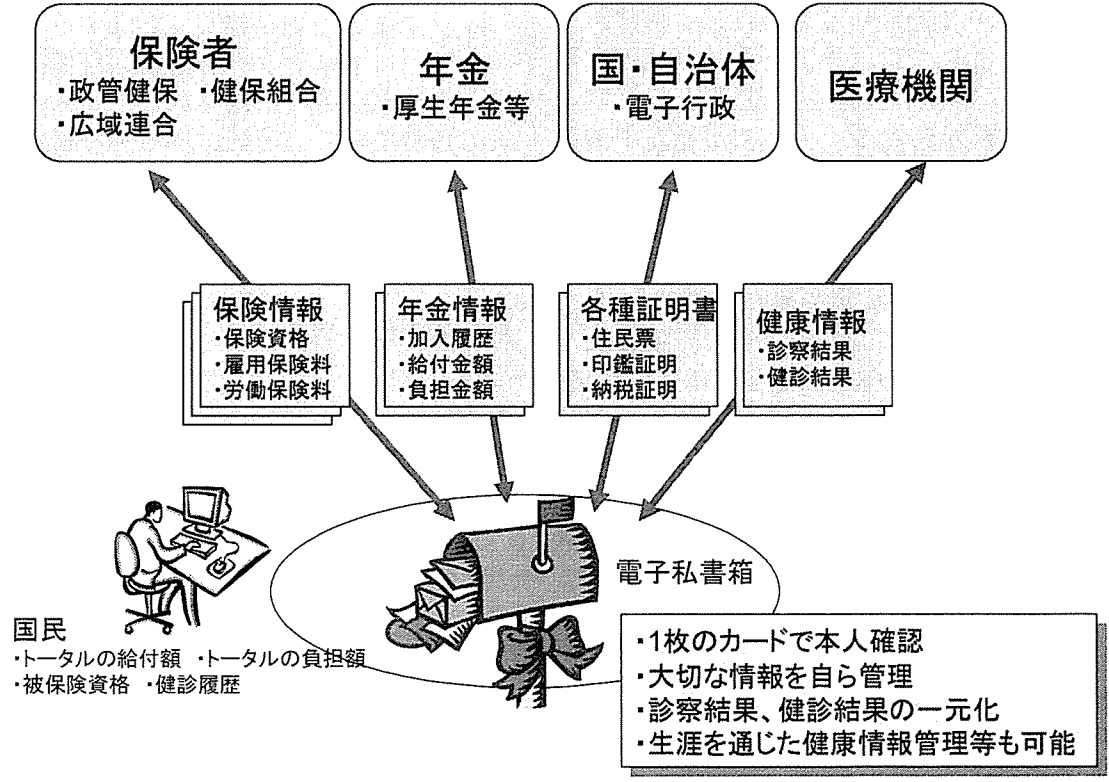 保険者
・政管健保 ・健保組合
・広域連合
年金
・厚生年金等
国・自治体
・電子行政
医療機関
保険情報
・保険資格
・雇用保険料
・労働保険料
年金情報
・加入履歴
・給付金額
・負担金額
各種証明書
・住民票
・印鑑証明
・納税証明
健康情報
・診察結果
・健診結果
電子私書箱
国民
・トータルの給付額 ・トータルの負担額
・被保険資格 ・健診履歴
・1枚のカードで本人確認
・大切な情報を自ら管理
・診察結果、健診結果の一元化
・生涯を通じた健康情報管理等も可能